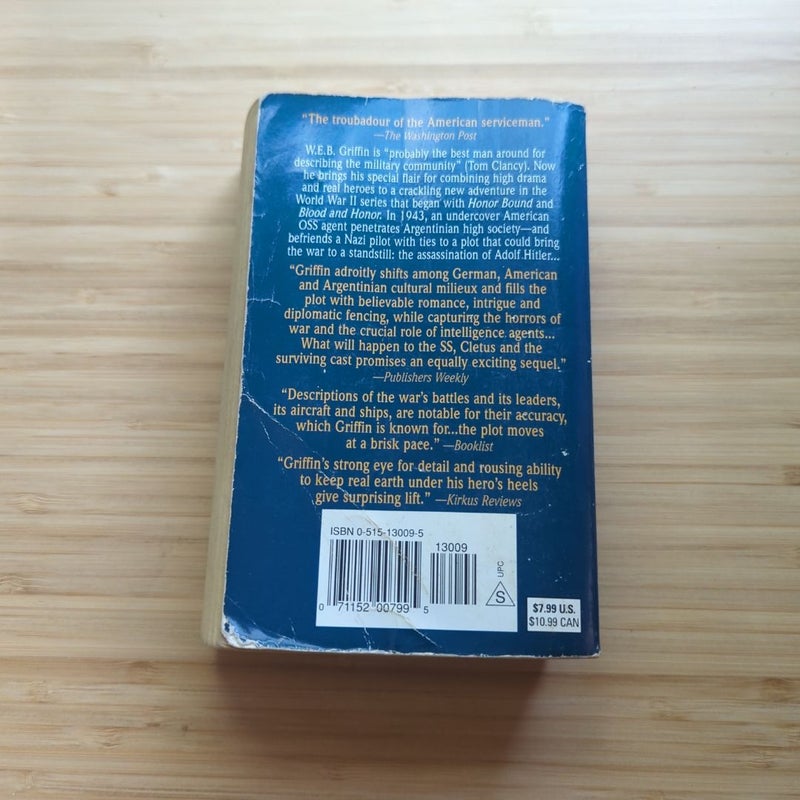 "The troubadour of the American serviceman."
—The Washington Post
W.E.B. Griffin is "probably the best man around for
describing the military community" (Tom Clancy). Now
he brings his special flair for combining high drama
and real heroes to a crackling new adventure in the
World War II series that began with Honor Bound and
Blood and Honor. In 1943, an undercover American
OSS agent penetrates Argentinian high society—and
befriends a Nazi pilot with ties to a plot that could bring
the war to a standstill: the assassination of Adolf Hitler...
"Griffin adroitly shifts among German, American
and Argentinian cultural milieux and fills the
plot with believable romance, intrigue and
diplomatic fencing, while capturing the horrors of
war and the crucial role of intelligence agents...
What will happen to the SS, Cletus and the
surviving cast promises an equally exciting sequel."
—Publishers Weekly
"Descriptions of the war's battles and its leaders,
its aircraft and ships, are notable for their accuracy,
which Griffin is known for...the plot moves
at a brisk pace." —Booklist
"Griffin's strong eye for detail and rousing ability
to keep real earth under his hero's heels
give surprising lift." —Kirkus Reviews
ISBN 0-515-13009-5
13009
0 71152 00799 5
UPC
S
$7.99 U.S.
$10.99 CAN